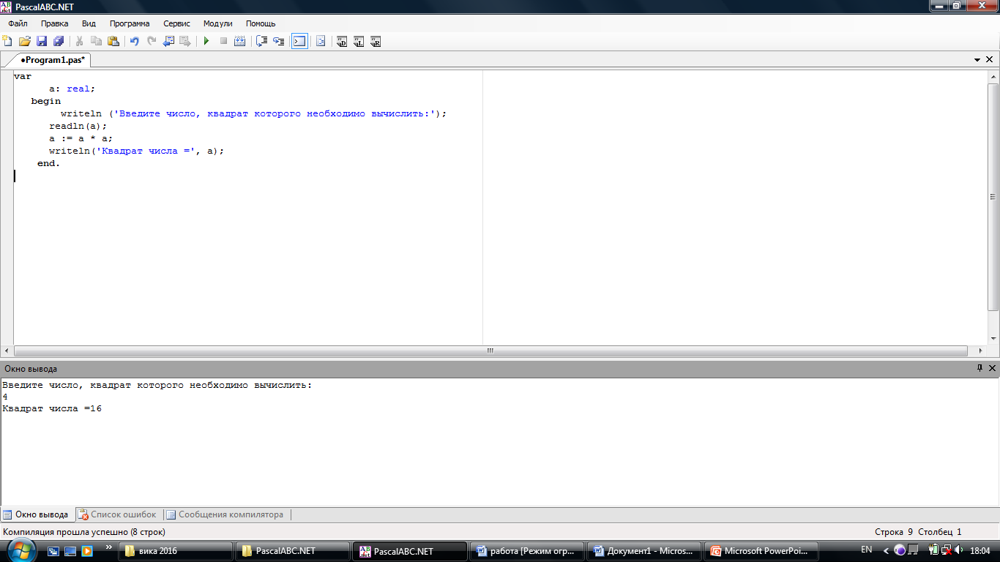 PascalABC.NET
Файл Правка Вид Программа Сервис Модули Помощь
•Program1.pas*
var
a: real;
begin
writeln ('Введите число, квадрат которого необходимо вычислить:');
readln(a);
a := a * a;
writeln('Квадрат числа =', a);
end.
Окно вывода
Введите число, квадрат которого необходимо вычислить:
4
Квадрат числа =16
Окно вывода Список ошибок Сообщения компилятора
Компиляция прошла успешно (8 строк) Строка 9 Столбец 1
вика 2016 PascalABC.NET PascalABC.NET работа [Режим огр... Документ1 - Micros... Microsoft PowerPoi... EN 18:04